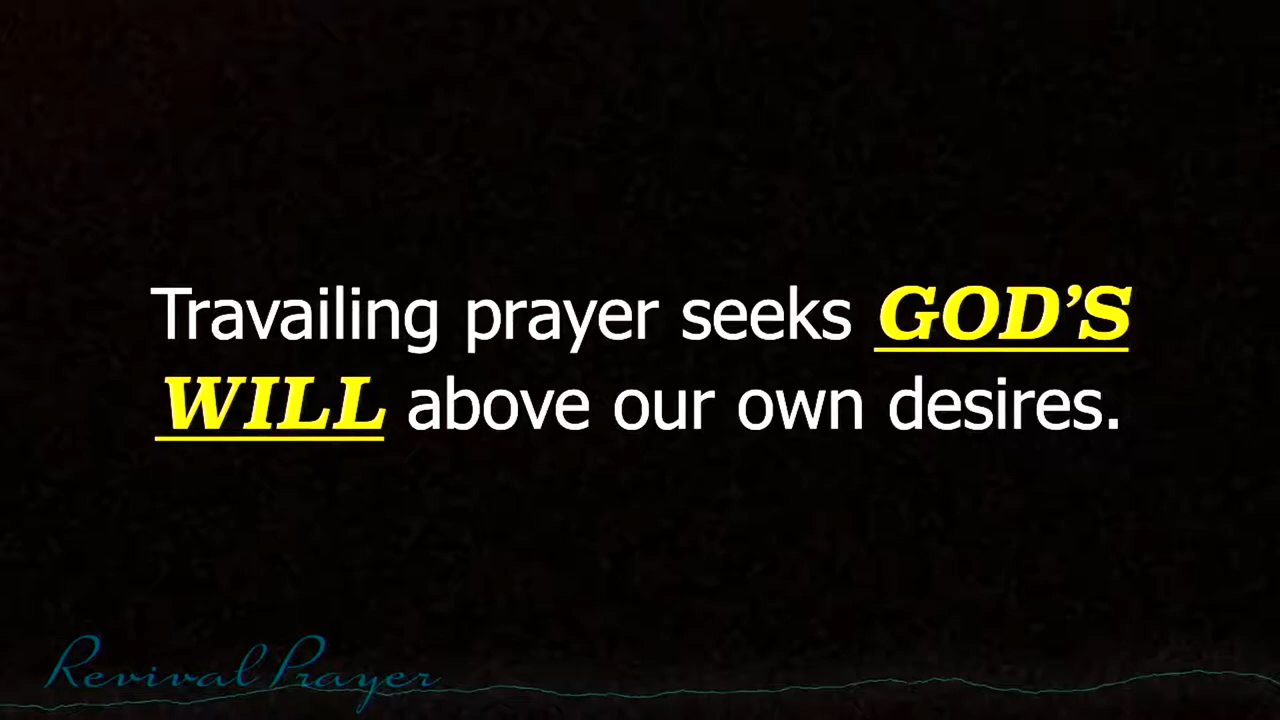 Travailing prayer seeks GOD’S
WILL above our own desires.
Revival Prayer